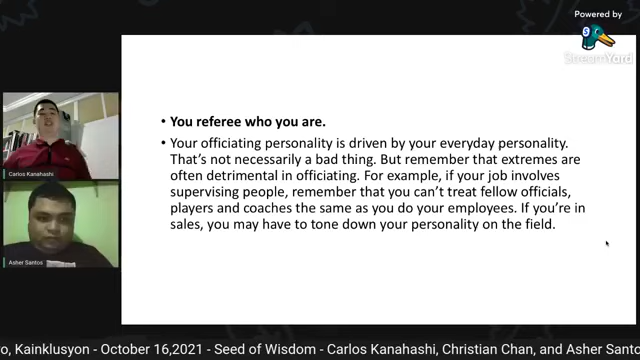 Powered by
StreamYard
• You referee who you are.
• Your officiating personality is driven by your everyday personality.
That's not necessarily a bad thing. But remember that extremes are
often detrimental in officiating. For example, if your job involves
supervising people, remember that you can't treat fellow officials,
players and coaches the same as you do your employees. If you're in
sales, you may have to tone down your personality on the field.
Carlos Kanahashi
Asher Santos
Kainklusyon - October 16,2021 - Seed of Wisdom - Carlos Kanahashi, Christian Chan, and Asher